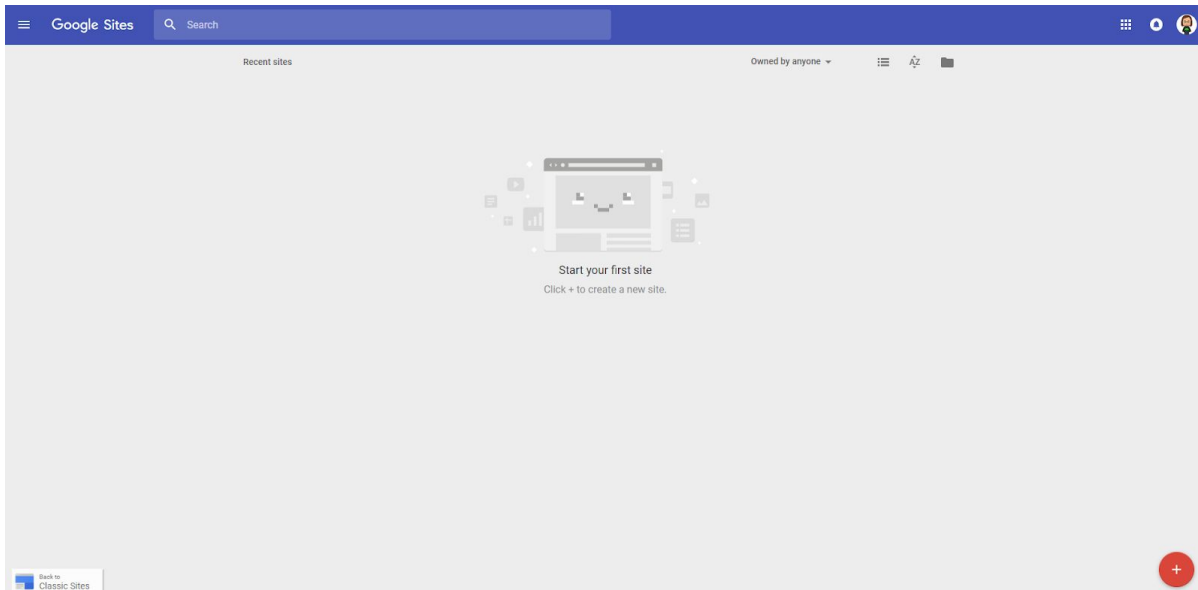 Google Sites
Search
Recent sites
Owned by anyone
AZ
Start your first site
Click + to create a new site.
Back to
Classic Sites
+